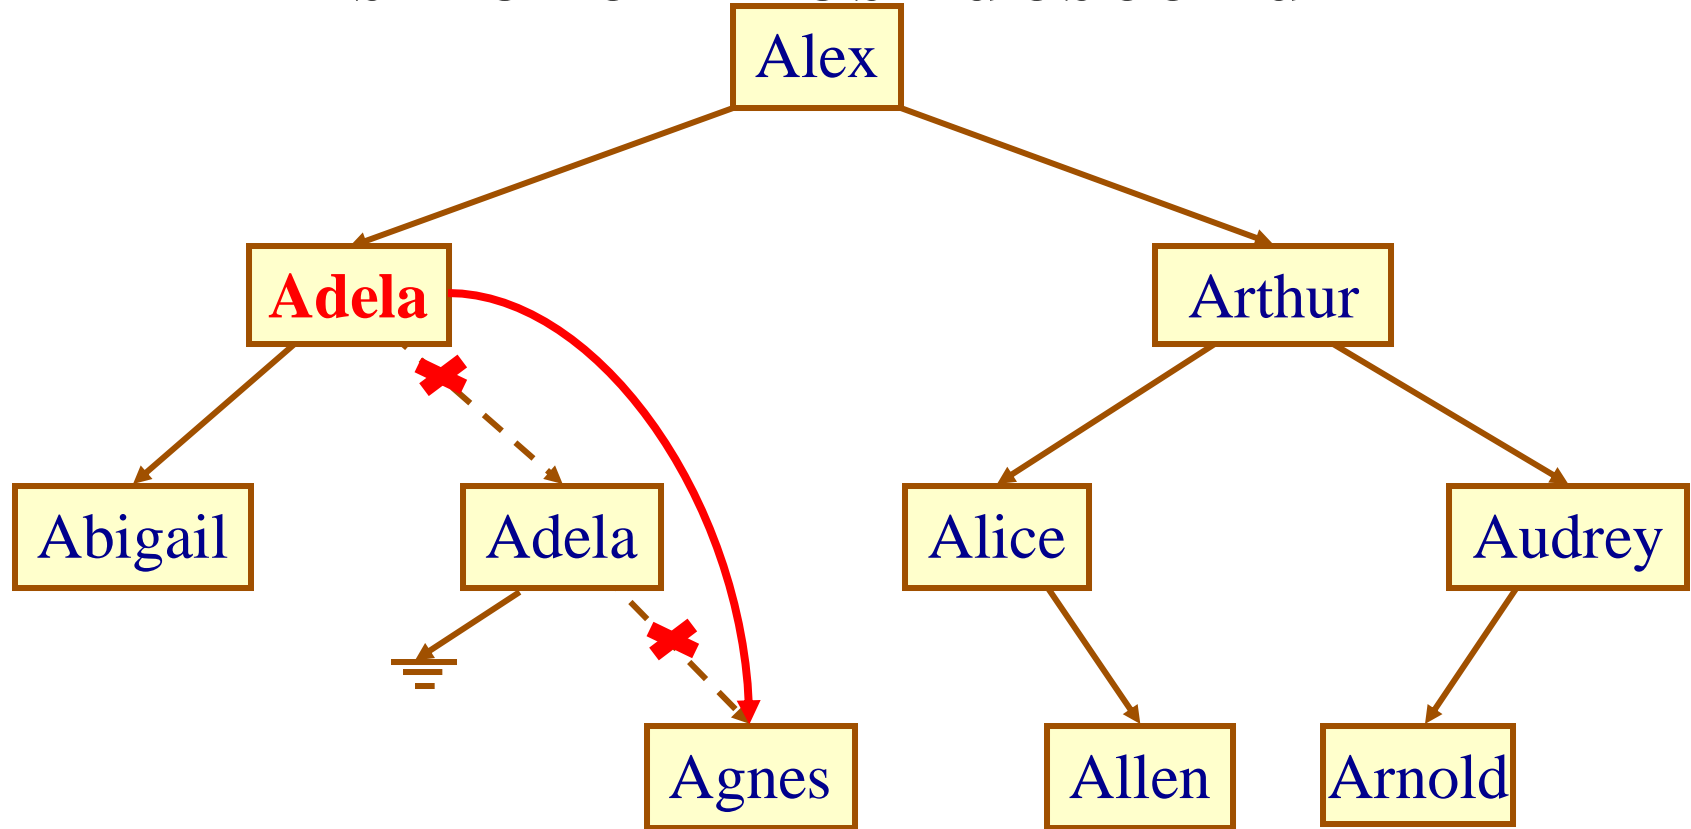 Alex
Adela
Arthur
Abigail
Adela
Alice
Audrey
Agnes
Allen
Arnold